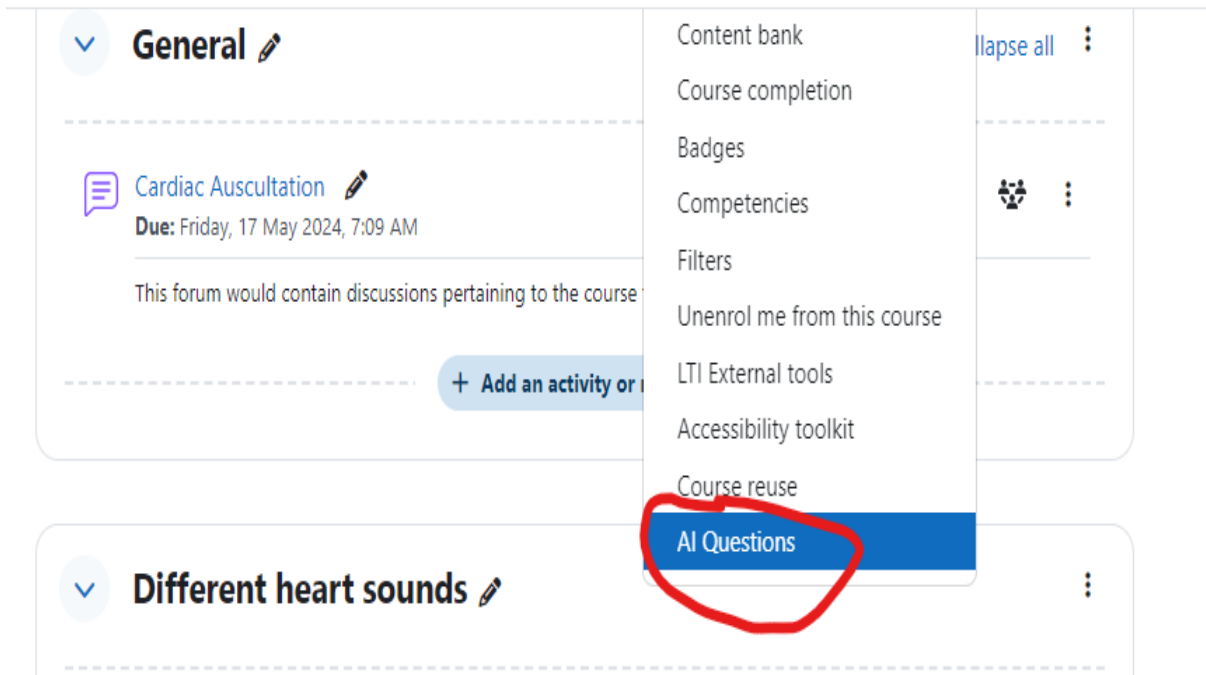 General
Cardiac Auscultation
Due: Friday, 17 May 2024, 7:09 AM
This forum would contain discussions pertaining to the course
+ Add an activity or
Content bank
Course completion
Badges
Competencies
Filters
Unenrol me from this course
LTI External tools
Accessibility toolkit
Course reuse
AI Questions
llapse all
Different heart sounds